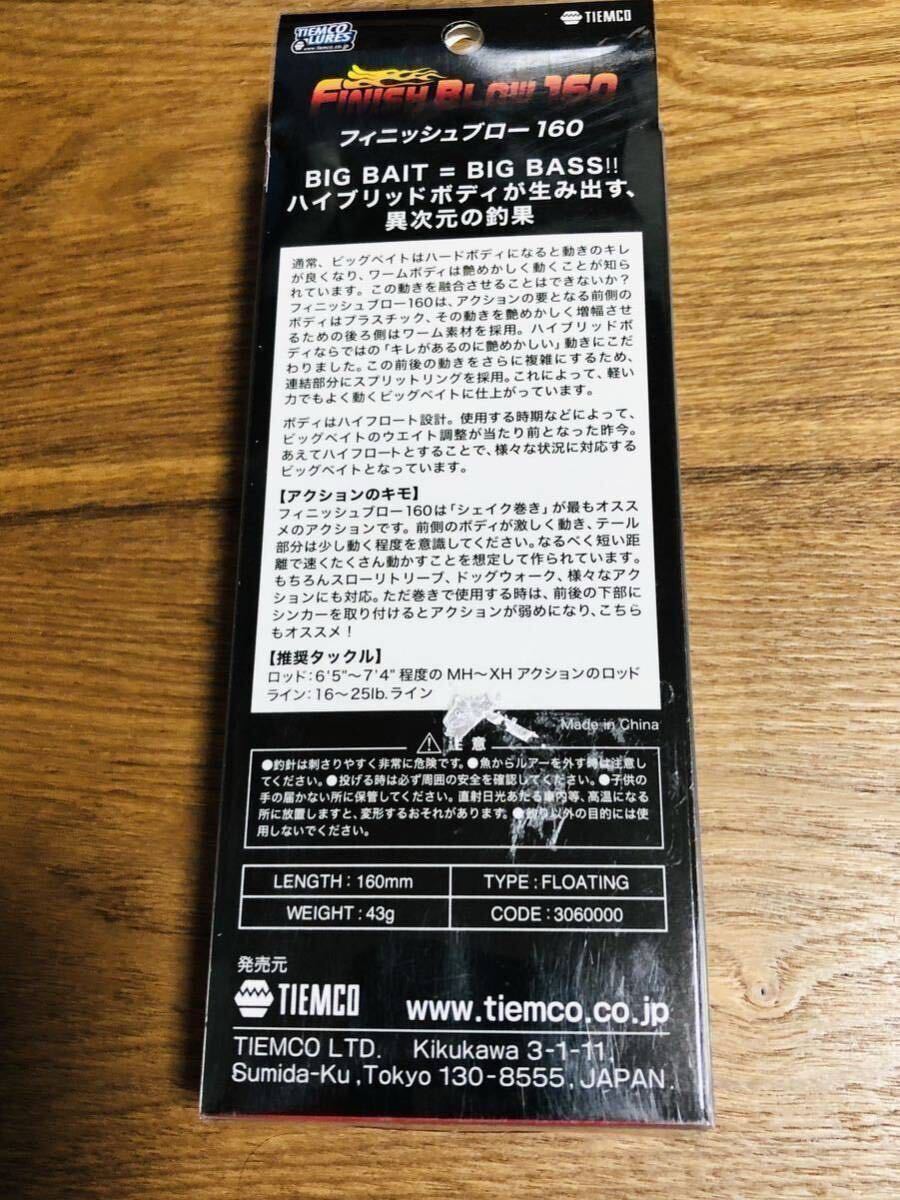 TIEMCO
LURES
www.tiemco.co.jp
TIEMCO
FINISH BLOW 160
フィニッシュブロー160
BIG BAIT = BIG BASS!!
ハイブリッドボディが生み出す、
異次元の釣果
通常、ビッグベイトはハードボディになると動きのキレ
が良くなり、ワームボディは艶めかしく動くことが知ら
れています。この動きを融合させることはできないか?
フィニッシュブロー160は、アクションの要となる前側の
ボディはプラスチック、その動きを艶めかしく増幅させ
るための後ろ側はワーム素材を採用。ハイブリッドボ
ディならではの「キレがあるのに艶めかしい」動きにこだ
わりました。この前後の動きをさらに複雑にするため、
連結部分にスプリットリングを採用。これによって、軽い
力でもよく動くビッグベイトに仕上がっています。
ボディはハイフロート設計。使用する時期などによって、
ビッグベイトのウエイト調整が当たり前となった昨今。
あえてハイフロートとすることで、様々な状況に対応する
ビッグベイトとなっています。
【アクションのキモ】
フィニッシュブロー160は「シェイク巻き」が最もオスス
メのアクションです。前側のボディが激しく動き、テール
部分は少し動く程度を意識してください。なるべく短い距
離で速くたくさん動かすことを想定して作られています。
もちろんスローリトリーブ、ドッグウォーク、様々なアク
ションにも対応。ただ巻きで使用する時は、前後の下部に
シンカーを取り付けるとアクションが弱めになり、こちら
もオススメ!
【推奨タックル】
ロッド:6'5"〜7'4"程度のMH〜XHアクションのロッド
ライン:16〜25lb.ライン
Made in China
注意
●釣針は刺さりやすく非常に危険です。●魚からルアーを外す時は注意し
てください。●投げる時は必ず周囲の安全を確認してください。●子供の
手の届かない所に保管してください。直射日光あたる車内等、高温になる
所に放置しますと、変形するおそれがあります。●釣り以外の目的には使
用しないでください。
LENGTH : 160mm
TYPE : FLOATING
WEIGHT : 43g
CODE : 3060000
発売元
TIEMCO www.tiemco.co.jp
TIEMCO LTD. Kikukawa 3-1-11,
Sumida-Ku, Tokyo 130-8555, JAPAN.